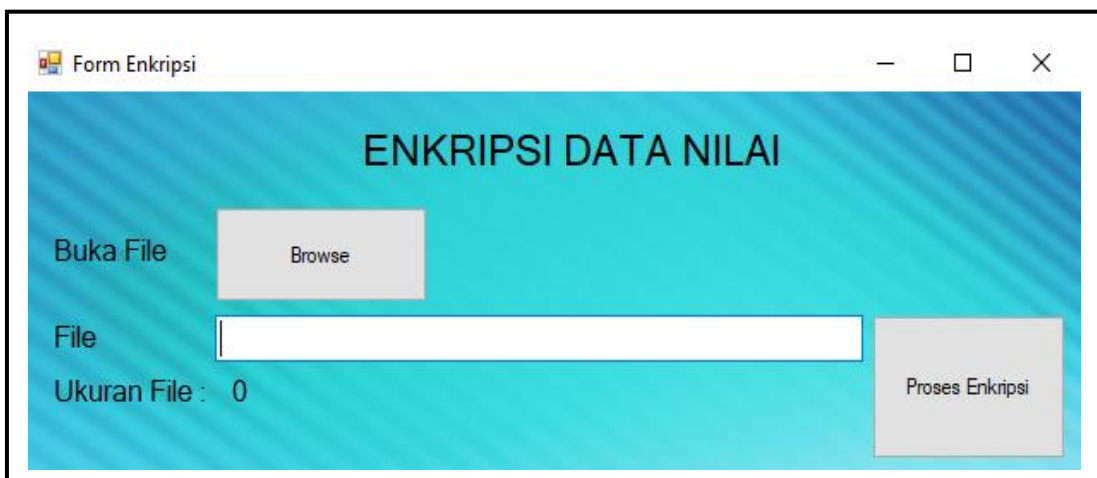 Form Enkripsi
ENKRIPSI DATA NILAI
Buka File
Browse
File
Ukuran File : 0
Proses Enkripsi